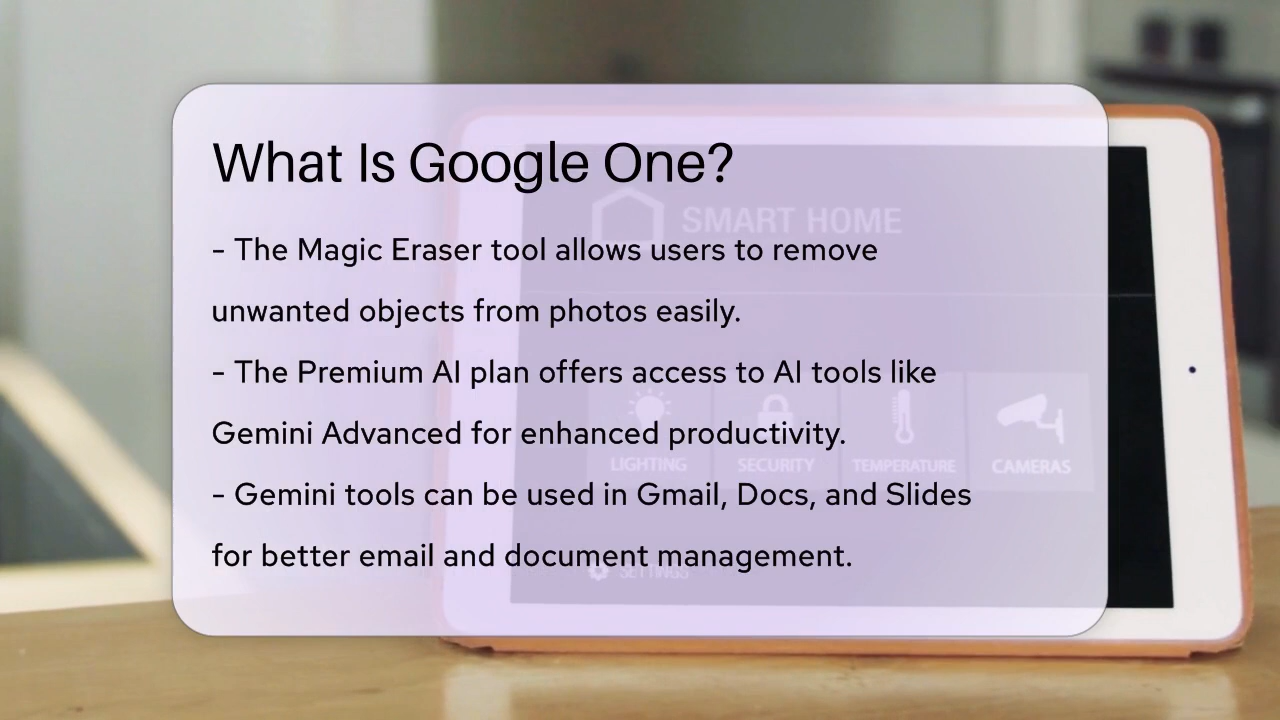 What Is Google One?
SMART HOME
– The Magic Eraser tool allows users to remove
unwanted objects from photos easily.
– The Premium AI plan offers access to AI tools like
Gemini Advanced for enhanced productivity.
LIGHTING
SECURITY
TEMPERATURE
CAMERAS
– Gemini tools can be used in Gmail, Docs, and Slides
for better email and document management.
SETTINGS